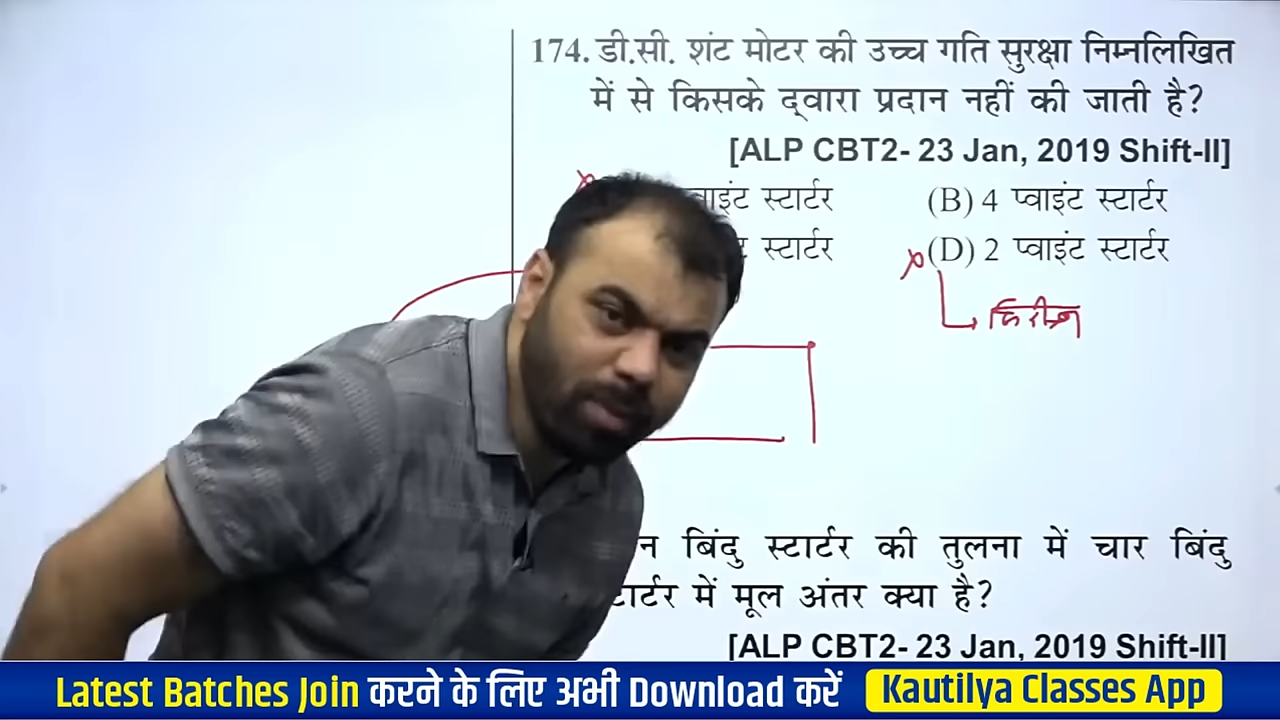 174. डी.सी. शंट मोटर की उच्च गति सुरक्षा निम्नलिखित
में से किसके द्वारा प्रदान नहीं की जाती है?
[ALP CBT2- 23 Jan, 2019 Shift-II]
स्टार्टर (B) 4 प्वाइंट स्टार्टर
स्टार्टर (D) 2 प्वाइंट स्टार्टर
बिंदु स्टार्टर की तुलना में चार बिंदु
में मूल अंतर क्या है?
[ALP CBT2- 23 Jan, 2019 Shift-II]
Latest Batches Join करने के लिए अभी Download करें Kautilya Classes App